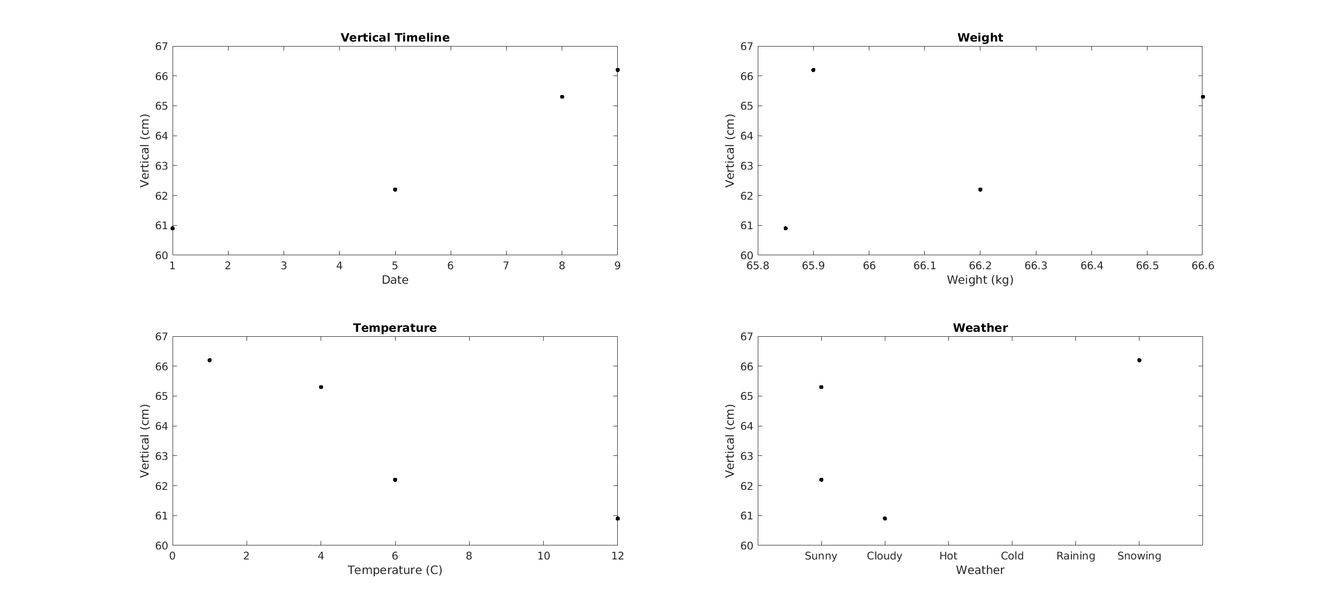 Vertical Timeline
67
66
65
64
63
62
61
60
Vertical (cm)
1 2 3 4 5 6 7 8 9
Date
Weight
67
66
65
64
63
62
61
60
Vertical (cm)
65.8 65.9 66 66.1 66.2 66.3 66.4 66.5 66.6
Weight (kg)
Temperature
67
66
65
64
63
62
61
60
Vertical (cm)
0 2 4 6 8 10 12
Temperature (C)
Weather
67
66
65
64
63
62
61
60
Vertical (cm)
Sunny Cloudy Hot Cold Raining Snowing
Weather